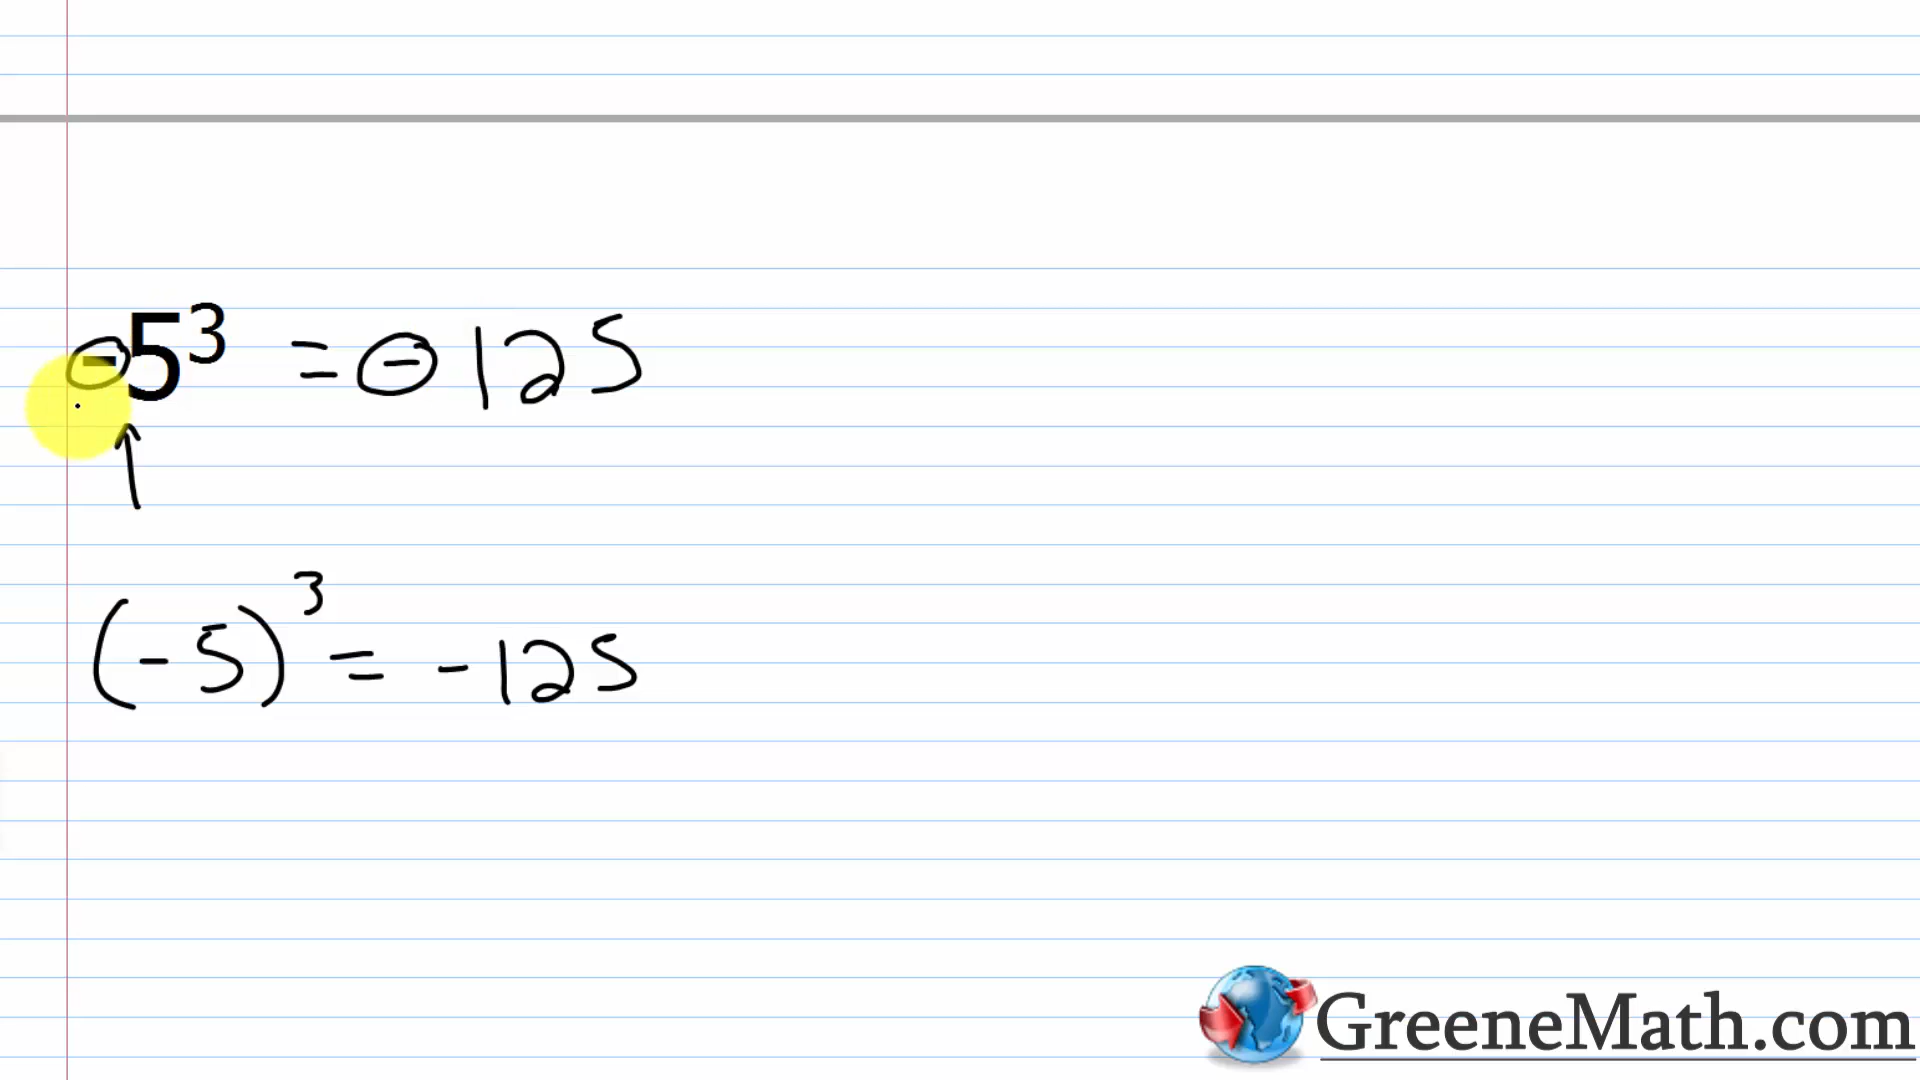 -5³ = -125
(-5)³ = -125
GreeneMath.com